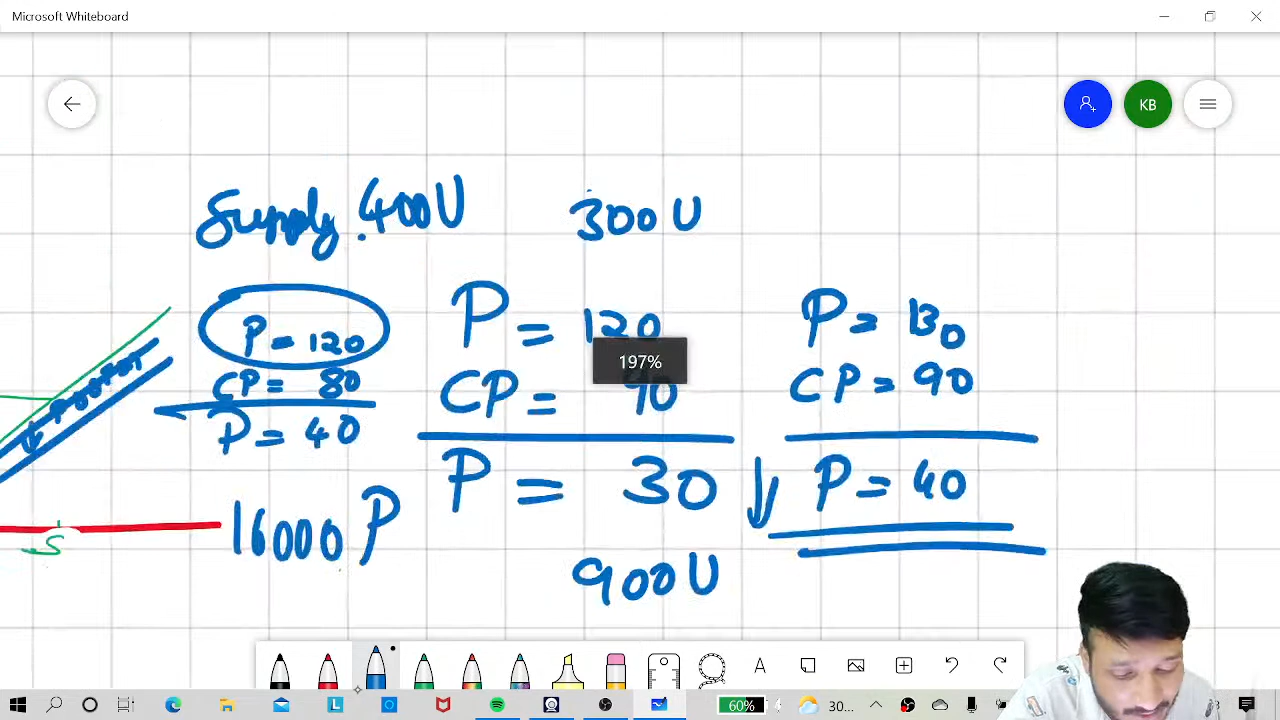 Microsoft Whiteboard
KB
Supply 400U
300U
P = 120
CP = 80
P = 40
16000 P
P = 120
CP = 90
P = 30
900U
P = 130
CP = 90
P = 40
197%
P
S
A
60%
30...